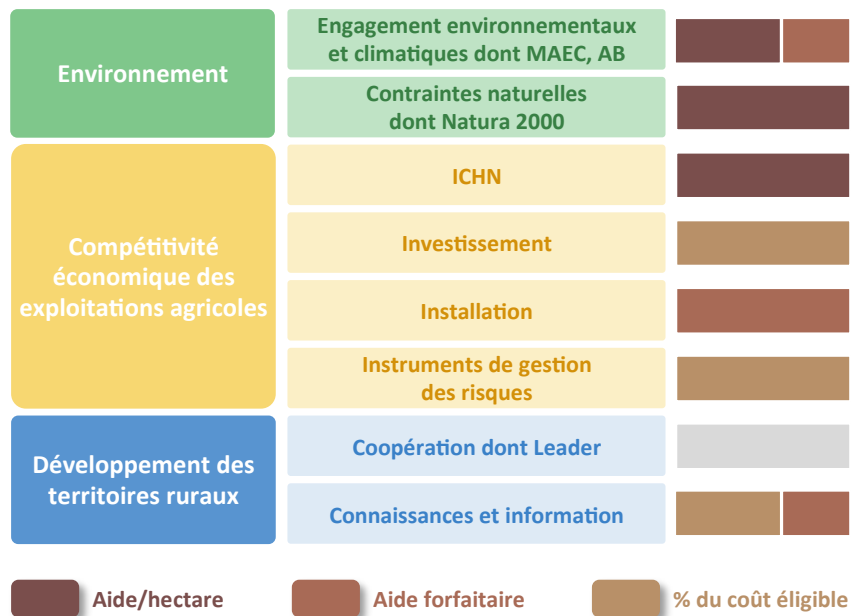 Environnement
Engagement environnementaux
et climatiques dont MAEC, AB
Contraintes naturelles
dont Natura 2000
Compétitivité
économique des
exploitations agricoles
ICHN
Investissement
Installation
Instruments de gestion
des risques
Développement des
territoires ruraux
Coopération dont Leader
Connaissances et information
Aide/hectare
Aide forfaitaire
% du coût éligible